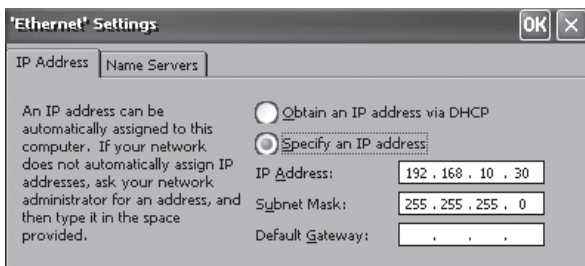 'Ethernet' Settings OK ×
IP Address Name Servers
An IP address can be
automatically assigned to this
computer. If your network
does not automatically assign IP
addresses, ask your network
administrator for an address, and
then type it in the space
provided.
Obtain an IP address via DHCP
Specify an IP address
IP Address: 192 . 168 . 10 . 30
Subnet Mask: 255 . 255 . 255 . 0
Default Gateway: . . .